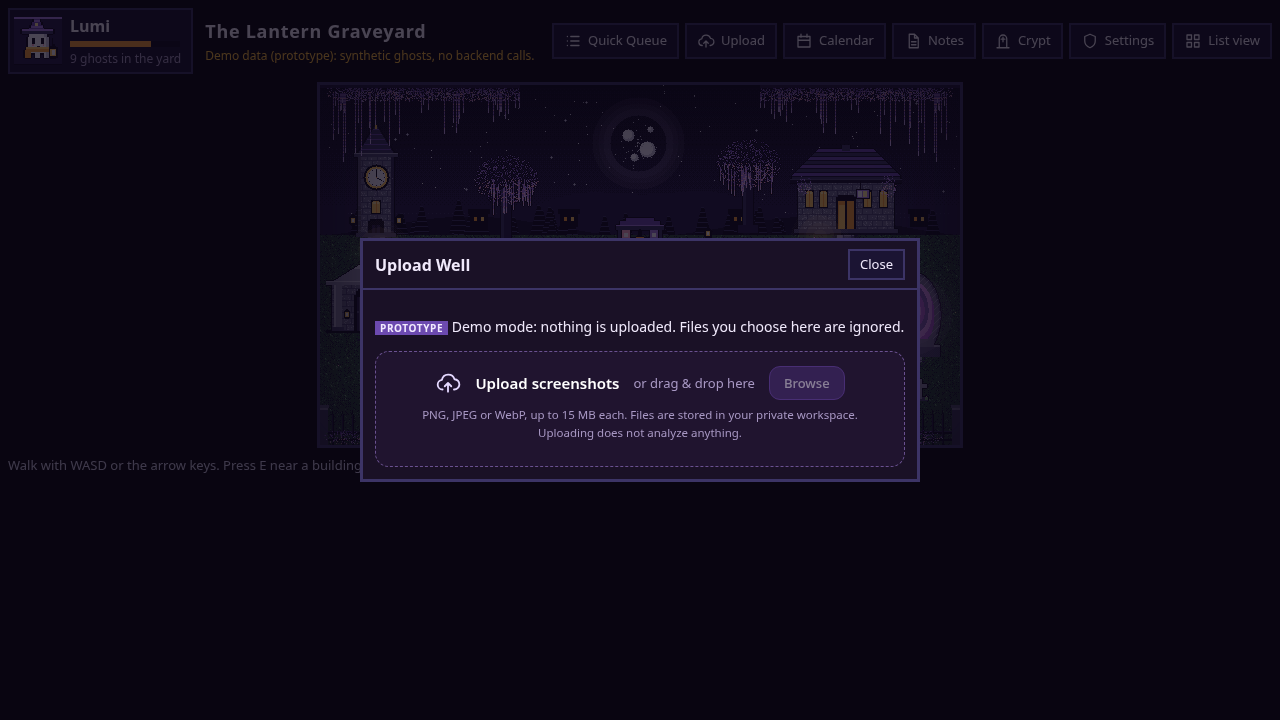 Lumi
9 ghosts in the yard
The Lantern Graveyard
Demo data (prototype): synthetic ghosts, no backend calls.
Quick Queue
Upload
Calendar
Notes
Crypt
Settings
List view
Upload Well
Close
PROTOTYPE Demo mode: nothing is uploaded. Files you choose here are ignored.
Upload screenshots or drag & drop here Browse
PNG, JPEG or WebP, up to 15 MB each. Files are stored in your private workspace.
Uploading does not analyze anything.
Walk with WASD or the arrow keys. Press E near a building